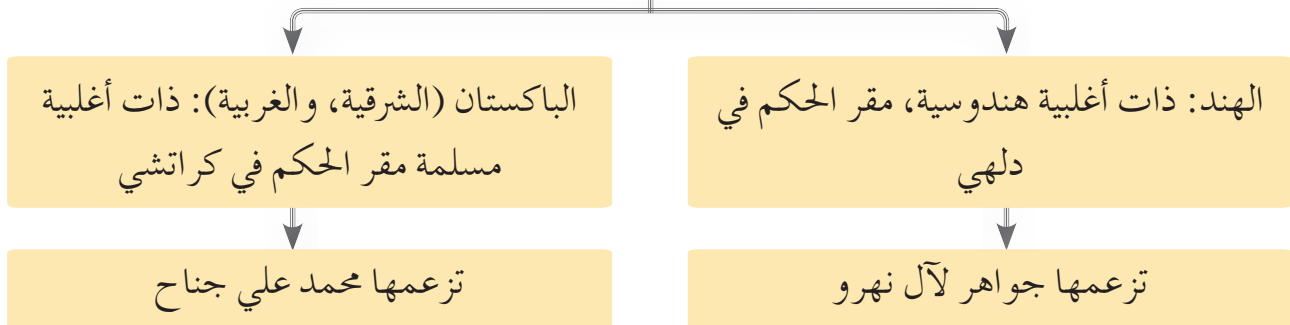 الهند: ذات أغلبية هندوسية، مقر الحكم في
دلهي
تزعمها جواهر لآل نهرو
الباكستان (الشرقية، والغربية): ذات أغلبية
مسلمة مقر الحكم في كراتشي
تزعمها محمد علي جناح